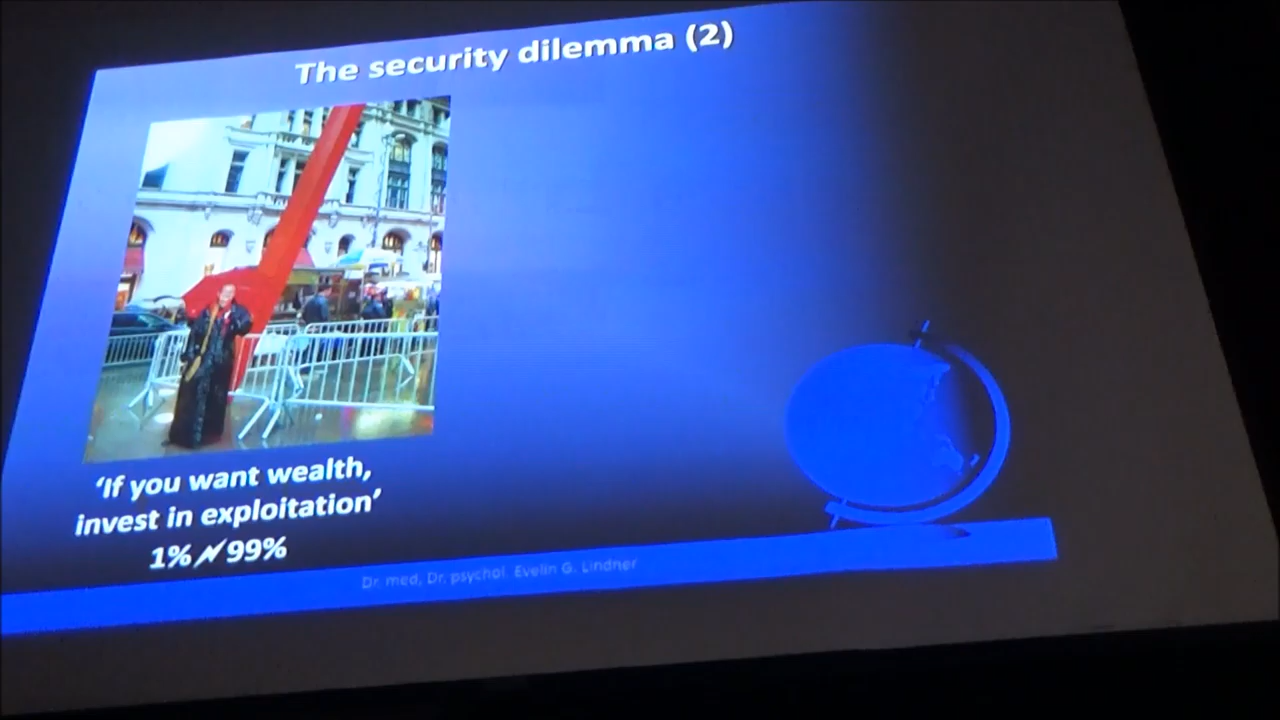 The security dilemma (2)
‘If you want wealth,
invest in exploitation’
1% 99%
Dr. med, Dr. psychol. Evelin G. Lindner